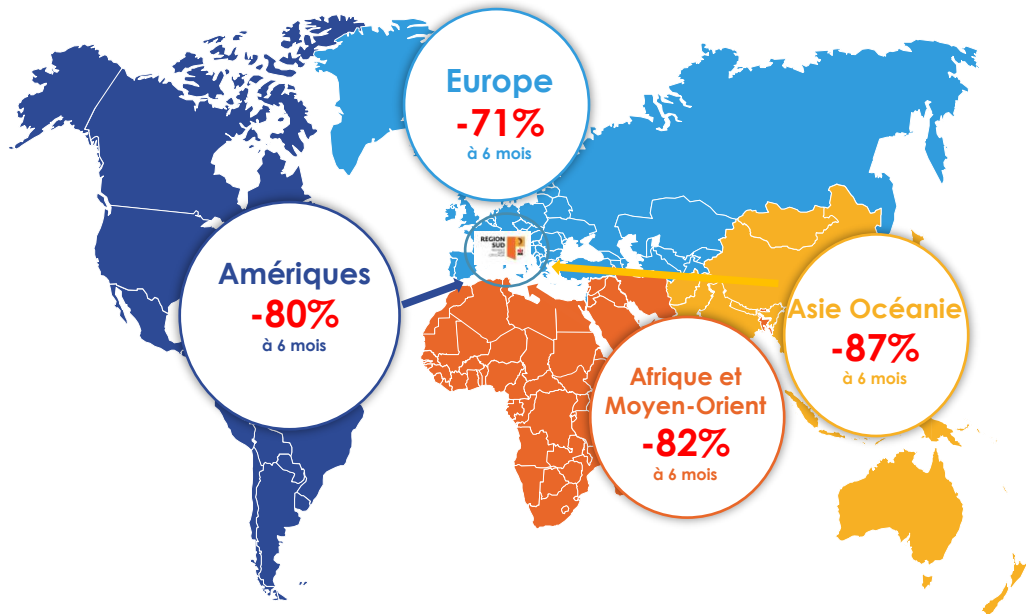 Europe
-71%
à 6 mois
REGION
SUD
Amériques
-80%
à 6 mois
Asie Océanie
-87%
à 6 mois
Afrique et
Moyen-Orient
-82%
à 6 mois